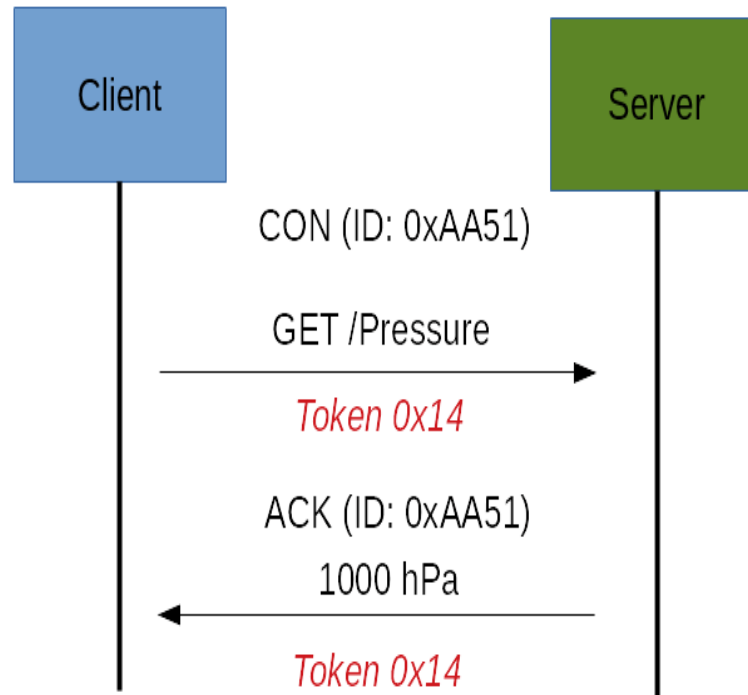 Client
Server
CON (ID: 0xAA51)
GET /Pressure
Token 0x14
ACK (ID: 0xAA51)
1000 hPa
Token 0x14